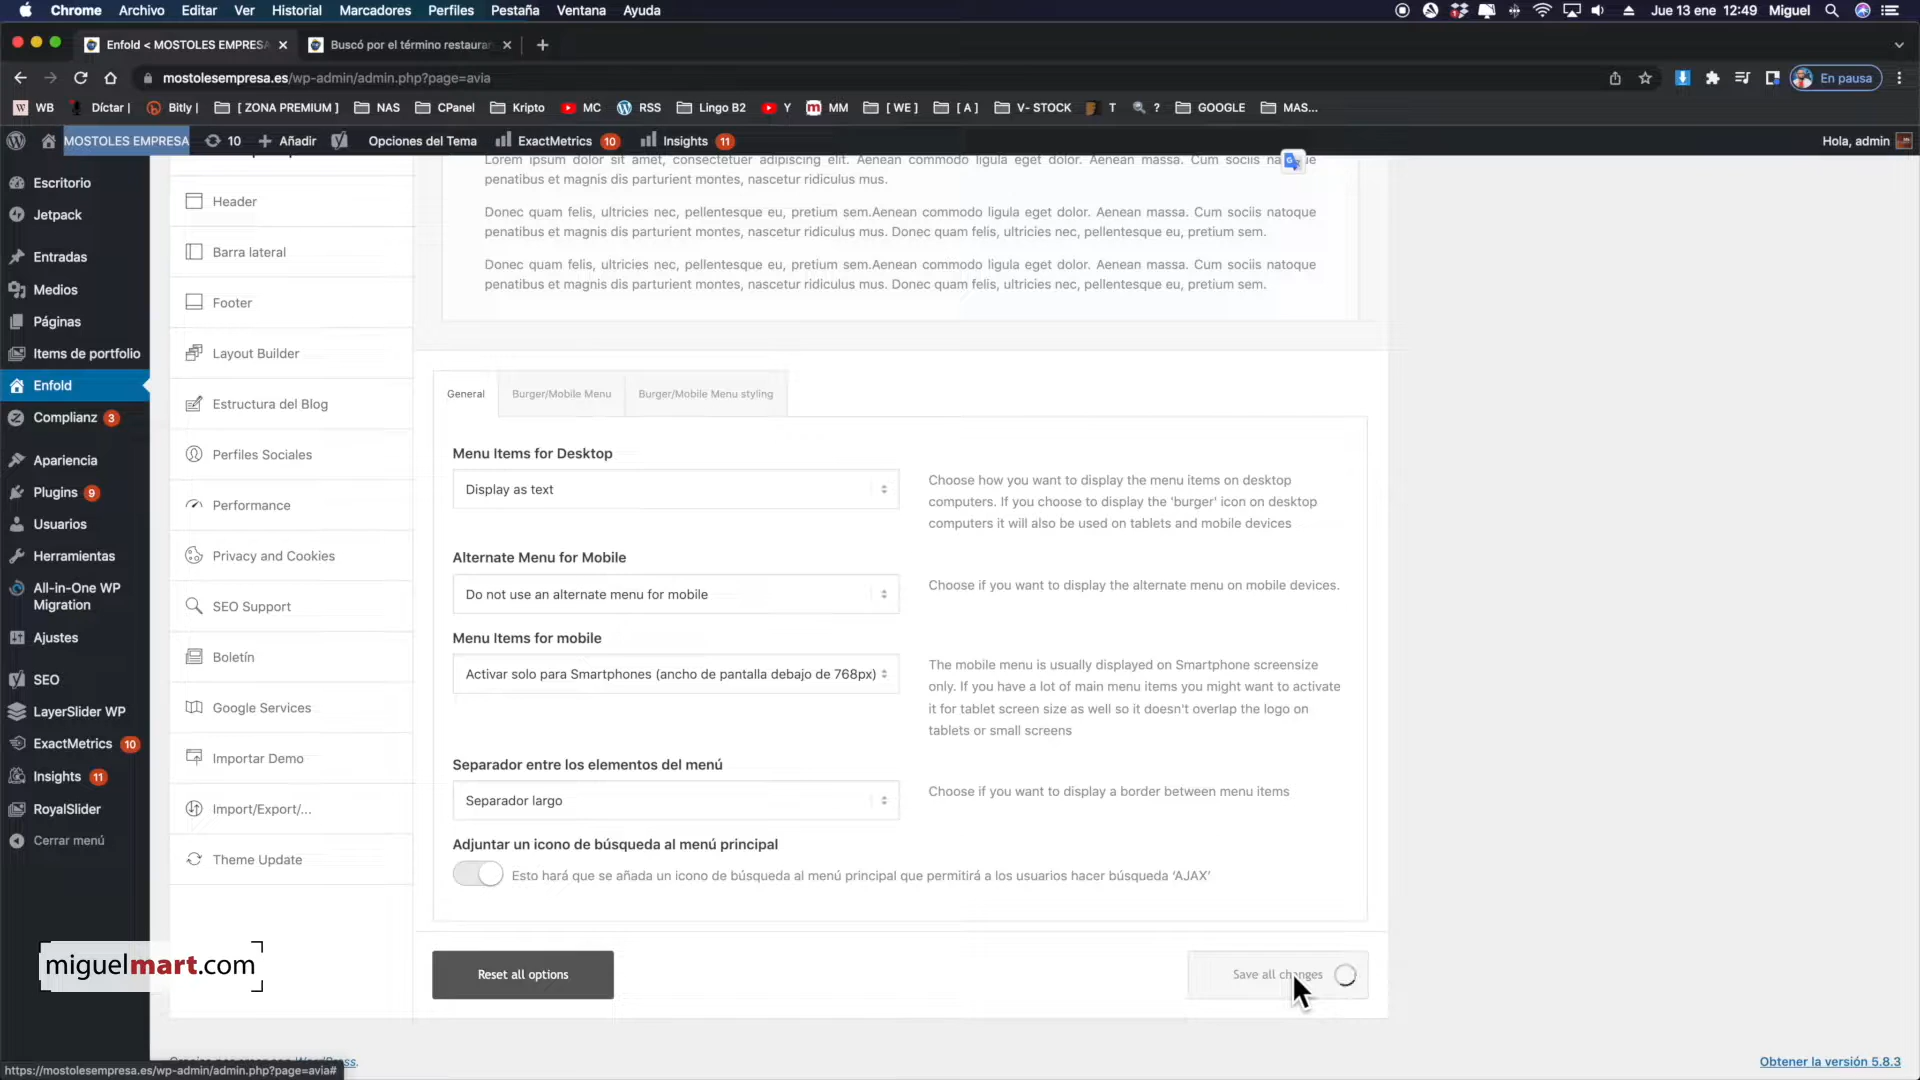 Chrome Archivo Editar Ver Historial Marcadores Perfiles Pestaña Ventana Ayuda
Jue 13 ene 12:49 Miguel
Enfold < MOSTOLES EMPRESA
Buscó por el término restaura
mostolesempresa.es/wp-admin/admin.php?page=avia
En pausa
WB Díctar | Bitly | [ ZONA PREMIUM ] NAS CPanel Kripto MC RSS Lingo B2 Y MM [ WE ] [ A ] V- STOCK T ? GOOGLE MAS...
MOSTOLES EMPRESA 10 Añadir Opciones del Tema ExactMetrics 10 Insights 11
Hola, admin
Escritorio
Jetpack
Entradas
Medios
Páginas
Items de portfolio
Enfold
Complianz 3
Apariencia
Plugins 9
Usuarios
Herramientas
All-in-One WP
Migration
Ajustes
SEO
LayerSlider WP
ExactMetrics 10
Insights 11
RoyalSlider
Cerrar menú
Header
Barra lateral
Footer
Layout Builder
Estructura del Blog
Perfiles Sociales
Performance
Privacy and Cookies
SEO Support
Boletín
Google Services
Importar Demo
Import/Export/...
Theme Update
Lorem ipsum dolor sit amet, consectetuer adipiscing elit. Aenean commodo ligula eget dolor. Aenean massa. Cum sociis
penatibus et magnis dis parturient montes, nascetur ridiculus mus.
Donec quam felis, ultricies nec, pellentesque eu, pretium sem.Aenean commodo ligula eget dolor. Aenean massa. Cum sociis natoque
penatibus et magnis dis parturient montes, nascetur ridiculus mus. Donec quam felis, ultricies nec, pellentesque eu, pretium sem.
Donec quam felis, ultricies nec, pellentesque eu, pretium sem.Aenean commodo ligula eget dolor. Aenean massa. Cum sociis natoque
penatibus et magnis dis parturient montes, nascetur ridiculus mus. Donec quam felis, ultricies nec, pellentesque eu, pretium sem.
General Burger/Mobile Menu Burger/Mobile Menu styling
Menu Items for Desktop
Display as text
Choose how you want to display the menu items on desktop
computers. If you choose to display the 'burger' icon on desktop
computers it will also be used on tablets and mobile devices
Alternate Menu for Mobile
Do not use an alternate menu for mobile
Choose if you want to display the alternate menu on mobile devices.
Menu Items for mobile
Activar solo para Smartphones (ancho de pantalla debajo de 768px)
The mobile menu is usually displayed on Smartphone screensize
only. If you have a lot of main menu items you might want to activate
it for tablet screen size as well so it doesn't overlap the logo on
tablets or small screens
Separador entre los elementos del menú
Separador largo
Choose if you want to display a border between menu items
Adjuntar un icono de búsqueda al menú principal
Esto hará que se añada un icono de búsqueda al menú principal que permitirá a los usuarios hacer búsqueda ‘AJAX’
Reset all options
Save all changes
miguelmart.com
Obtener la versión 5.8.3
https://mostolesempresa.es/wp-admin/admin.php?page=avia#